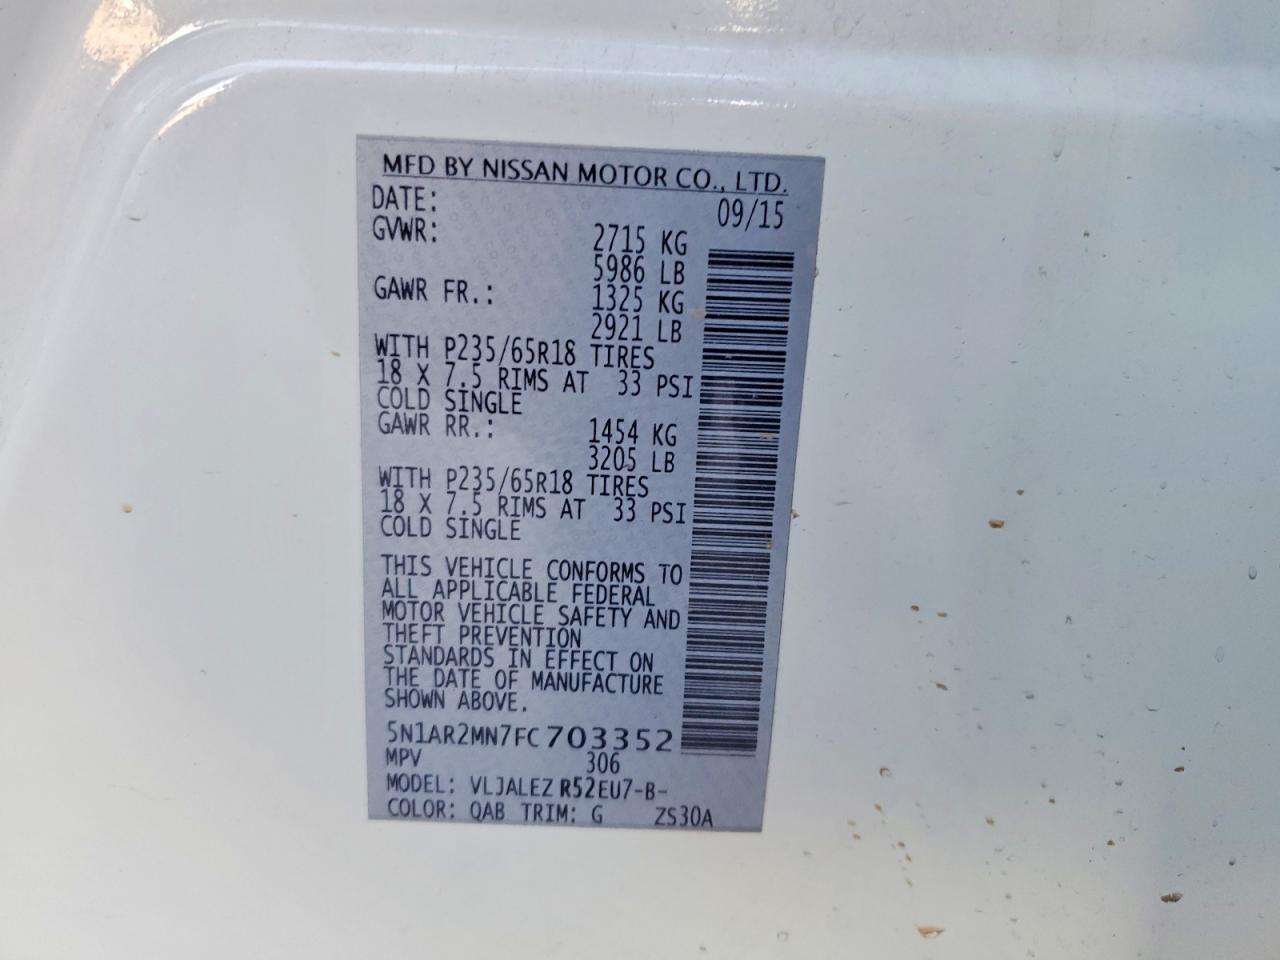 MFD BY NISSAN MOTOR CO., LTD.
DATE: 09/15
GVWR: 2715 KG
5986 LB
GAWR FR.: 1325 KG
2921 LB
WITH P235/65R18 TIRES
18 X 7.5 RIMS AT 33 PSI
COLD SINGLE
GAWR RR.: 1454 KG
3205 LB
WITH P235/65R18 TIRES
18 X 7.5 RIMS AT 33 PSI
COLD SINGLE
THIS VEHICLE CONFORMS TO
ALL APPLICABLE FEDERAL
MOTOR VEHICLE SAFETY AND
THEFT PREVENTION
STANDARDS IN EFFECT ON
THE DATE OF MANUFACTURE
SHOWN ABOVE.
5N1AR2MN7FC703352
MPV 306
MODEL: VLJALEZ R52EU7-B-
COLOR: QAB TRIM: G ZS30A